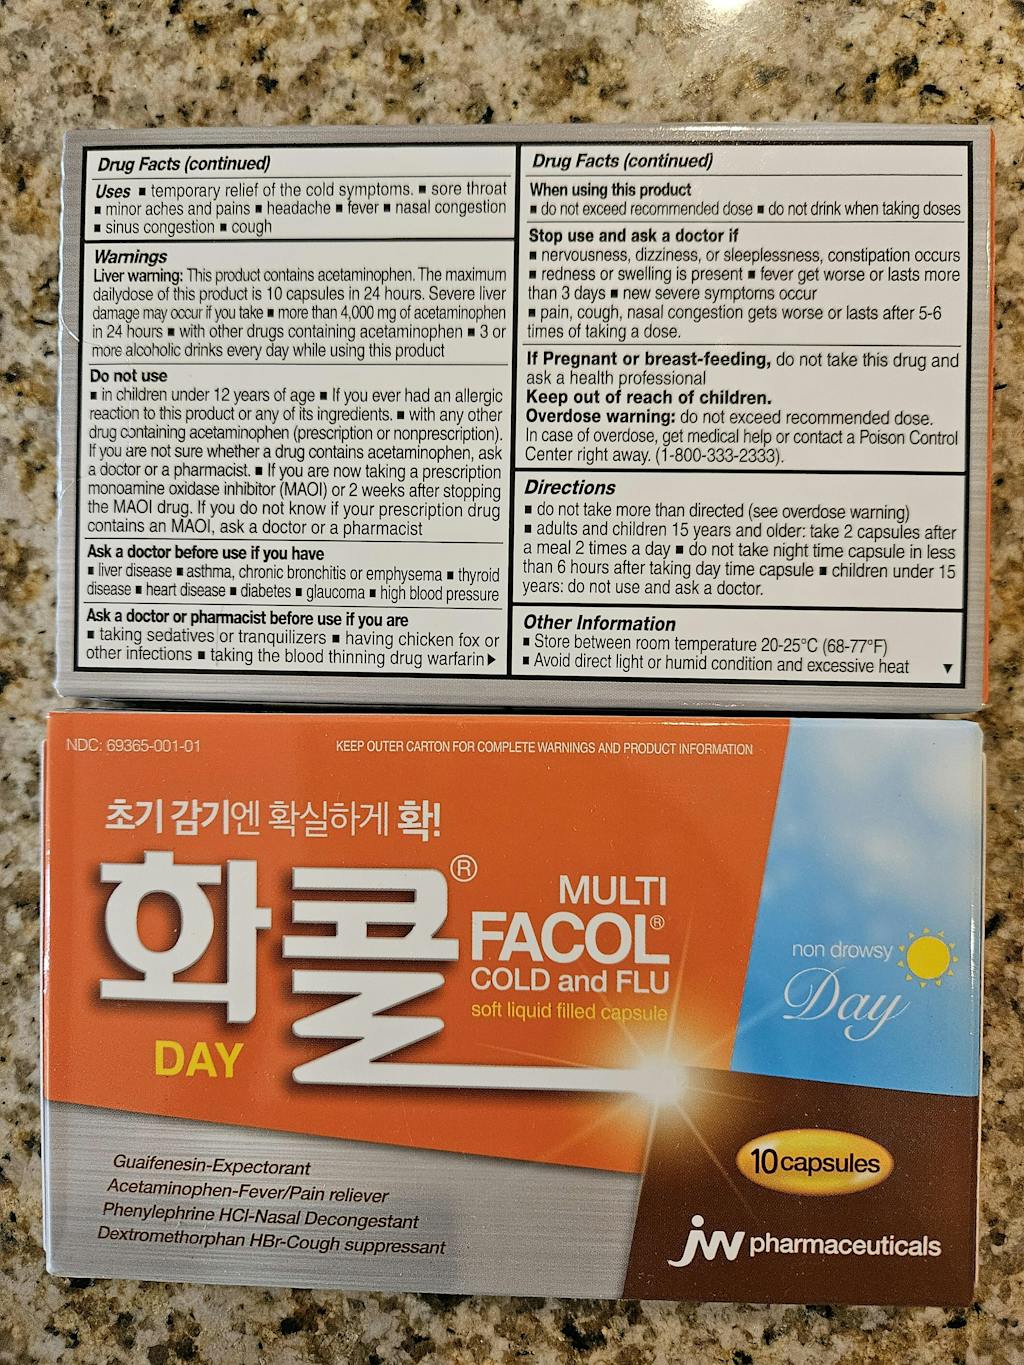 Drug Facts (continued)
Uses ▪ temporary relief of the cold symptoms. ▪ sore throat
▪ minor aches and pains ▪ headache ▪ fever ▪ nasal congestion
▪ sinus congestion ▪ cough
Warnings
Liver warning: This product contains acetaminophen. The maximum
dailydose of this product is 10 capsules in 24 hours. Severe liver
damage may occur if you take ▪ more than 4,000 mg of acetaminophen
in 24 hours ▪ with other drugs containing acetaminophen ▪ 3 or
more alcoholic drinks every day while using this product
Do not use
▪ in children under 12 years of age ▪ If you ever had an allergic
reaction to this product or any of its ingredients. ▪ with any other
drug containing acetaminophen (prescription or nonprescription).
If you are not sure whether a drug contains acetaminophen, ask
a doctor or a pharmacist. ▪ If you are now taking a prescription
monoamine oxidase inhibitor (MAOI) or 2 weeks after stopping
the MAOI drug. If you do not know if your prescription drug
contains an MAOI, ask a doctor or a pharmacist
Ask a doctor before use if you have
▪ liver disease ▪ asthma, chronic bronchitis or emphysema ▪ thyroid
disease ▪ heart disease ▪ diabetes ▪ glaucoma ▪ high blood pressure
Ask a doctor or pharmacist before use if you are
▪ taking sedatives or tranquilizers ▪ having chicken fox or
other infections ▪ taking the blood thinning drug warfarin ▶
Drug Facts (continued)
When using this product
▪ do not exceed recommended dose ▪ do not drink when taking doses
Stop use and ask a doctor if
▪ nervousness, dizziness, or sleeplessness, constipation occurs
▪ redness or swelling is present ▪ fever get worse or lasts more
than 3 days ▪ new severe symptoms occur
▪ pain, cough, nasal congestion gets worse or lasts after 5-6
times of taking a dose.
If Pregnant or breast-feeding, do not take this drug and
ask a health professional
Keep out of reach of children.
Overdose warning: do not exceed recommended dose.
In case of overdose, get medical help or contact a Poison Control
Center right away. (1-800-333-2333).
Directions
▪ do not take more than directed (see overdose warning)
▪ adults and children 15 years and older: take 2 capsules after
a meal 2 times a day ▪ do not take night time capsule in less
than 6 hours after taking day time capsule ▪ children under 15
years: do not use and ask a doctor.
Other Information
▪ Store between room temperature 20-25°C (68-77°F)
▪ Avoid direct light or humid condition and excessive heat ▼
NDC: 69365-001-01
KEEP OUTER CARTON FOR COMPLETE WARNINGS AND PRODUCT INFORMATION
초기 감기엔 확실하게 확!
화콜®
MULTI
FACOL®
COLD and FLU
soft liquid filled capsule
DAY
non drowsy
Day
Guaifenesin-Expectorant
Acetaminophen-Fever/Pain reliever
Phenylephrine HCl-Nasal Decongestant
Dextromethorphan HBr-Cough suppressant
10 capsules
jw pharmaceuticals